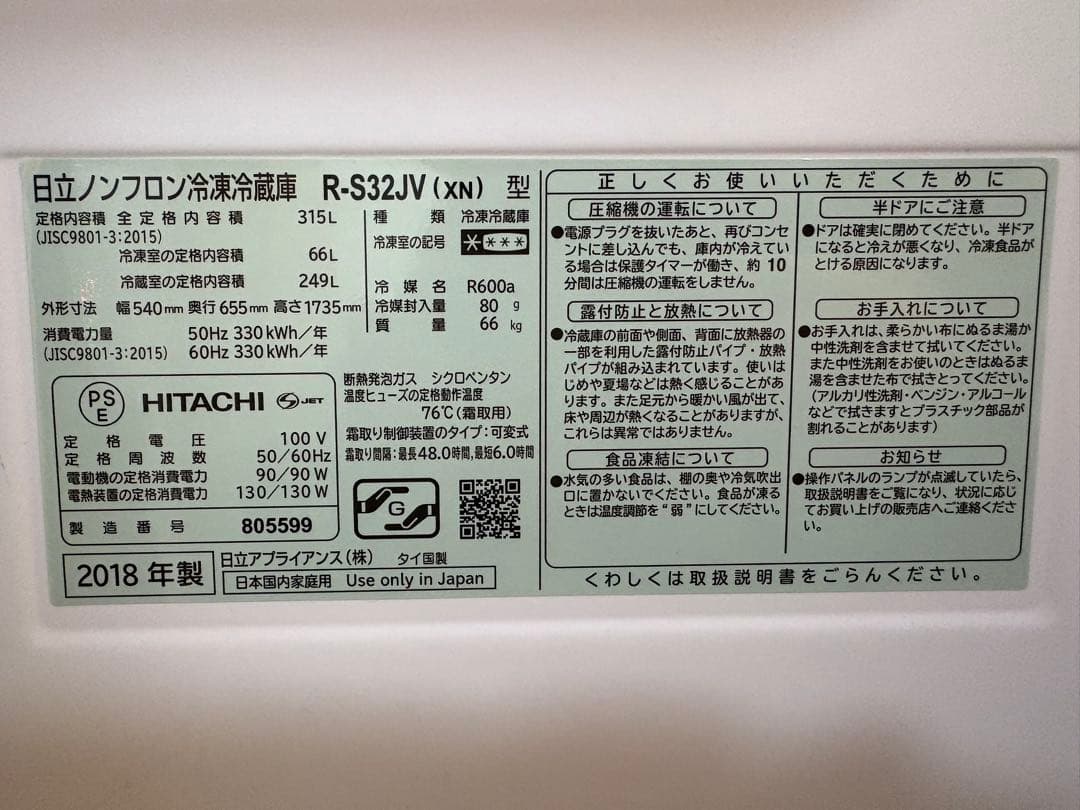 日立ノンフロン冷凍冷蔵庫 R-S32JV(XN) 型
定格内容積 全定格内容積 315L
(JISC9801-3:2015)
冷凍室の定格内容積 66L
冷蔵室の定格内容積 249L
外形寸法 幅540mm 奥行655mm 高さ1735mm
消費電力量 50Hz 330kWh/年
(JISC9801-3:2015) 60Hz 330kWh/年
種類 冷凍冷蔵庫
冷凍室の記号 ****
冷媒名 R600a
冷媒封入量 80g
質量 66kg
PSE HITACHI S JET
定格電圧 100V
定格周波数 50/60Hz
電動機の定格消費電力 90/90W
電熱装置の定格消費電力 130/130W
製造番号 805599
断熱発泡ガス シクロペンタン
温度ヒューズの定格動作温度
76℃(霜取用)
霜取り制御装置のタイプ:可変式
霜取り間隔:最長48.0時間,最短6.0時間
G
2018年製
日立アプライアンス(株) タイ国製
日本国内家庭用 Use only in Japan
正しくお使いいただくために
圧縮機の運転について
●電源プラグを抜いたあと、再びコンセ
ントに差し込んでも、庫内が冷えてい
る場合は保護タイマーが働き、約10
分間は圧縮機の運転をしません。
露付防止と放熱について
●冷蔵庫の前面や側面、背面に放熱器の
一部を利用した露付防止パイプ・放熱
パイプが組み込まれています。使いは
じめや夏場などは熱く感じることがあ
ります。また足元から暖かい風が出て、
床や周辺が熱くなることがありますが、
これらは異常ではありません。
食品凍結について
●水気の多い食品は、棚の奥や冷気吹出
口に置かないでください。食品が凍る
ときは温度調節を“弱”にしてください。
半ドアにご注意
●ドアは確実に閉めてください。半ドア
になると冷えが悪くなり、冷凍食品が
とける原因になります。
お手入れについて
●お手入れは、柔らかい布にぬるま湯か
中性洗剤を含ませて拭いてください。
また中性洗剤をお使いのときはぬるま
湯を含ませた布で拭きとってください。
(アルカリ性洗剤・ベンジン・アルコール
などで拭きますとプラスチック部品が
割れることがあります)
お知らせ
●操作パネルのランプが点滅していたら、
取扱説明書をご覧になり、状況に応じ
てお買い上げの販売店へご連絡くださ
い。
くわしくは取扱説明書をごらんください。